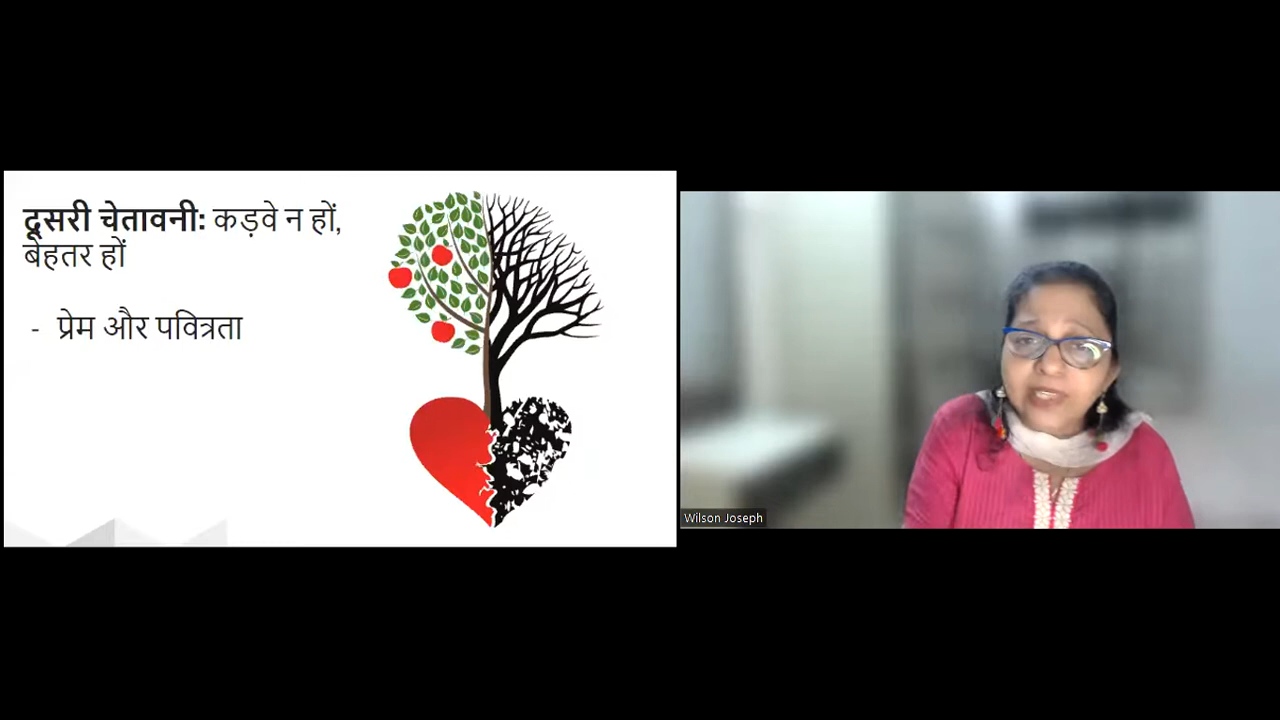 दूसरी चेतावनी: कड़वे न हों,
बेहतर हों
- प्रेम और पवित्रता
Wilson Joseph